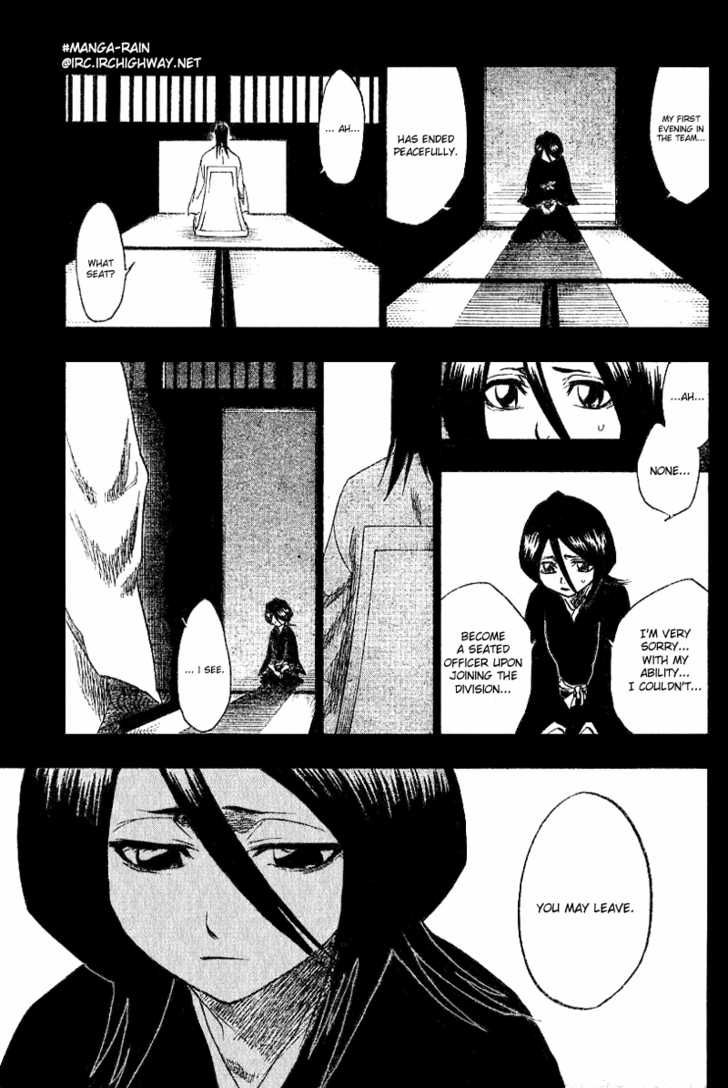 #MANGA-RAIN
@IRC.IRCHIGHWAY.NET
MY FIRST
EVENING IN
THE TEAM...
HAS ENDED
PEACEFULLY.
... AH...
WHAT
SEAT?
...AH...
NONE...
I'M VERY
SORRY...
WITH MY
ABILITY...
I COULDN'T...
BECOME
A SEATED
OFFICER UPON
JOINING THE
DIVISION...
... I SEE.
YOU MAY LEAVE.